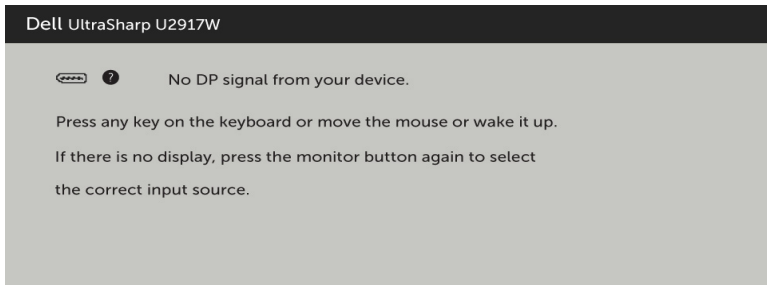 Dell UltraSharp U2917W
? No DP signal from your device.
Press any key on the keyboard or move the mouse or wake it up.
If there is no display, press the monitor button again to select
the correct input source.